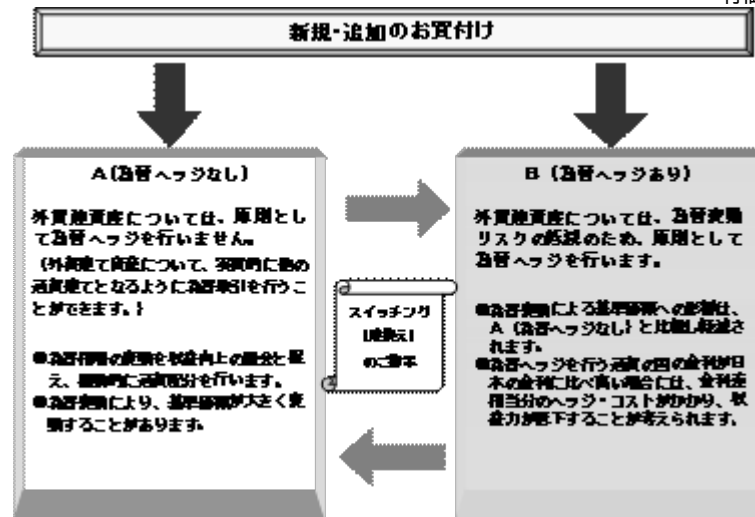 新規・追加のお買付け
A(為替ヘッジなし)
外貨建資産については、原則とし
て為替ヘッジを行いません。
(外貨建て資産について、実質的に他の
通貨建てとなるように為替取引を行うこ
とができます。)
●為替相場の変動を収益向上の機会と捉
え、機動的に通貨配分を行います。
●為替変動により、基準価額が大きく変
動することがあります。
スイッチング
(乗換え)
のご案内
B (為替ヘッジあり)
外貨建資産については、為替変動
リスクの低減のため、原則として
為替ヘッジを行います。
●為替変動による基準価額への影響は、
A (為替ヘッジなし) と比較し軽減さ
れます。
●為替ヘッジを行う通貨の国の金利が日
本の金利に比べ高い場合には、金利差
相当分のヘッジ・コストがかかり、収
益力が低下することが考えられます。